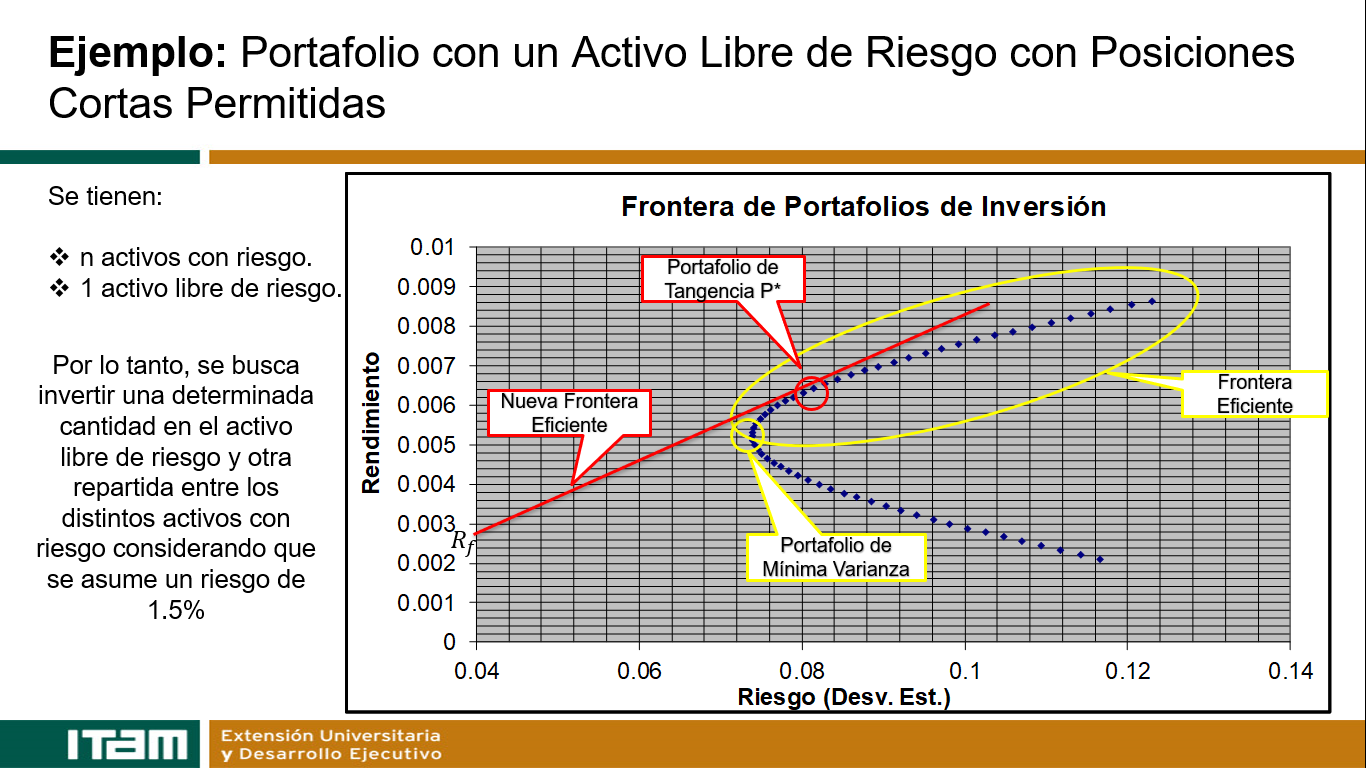 Ejemplo: Portafolio con un Activo Libre de Riesgo con Posiciones
Cortas Permitidas
Se tienen:
❖ n activos con riesgo.
❖ 1 activo libre de riesgo.
Por lo tanto, se busca
invertir una determinada
cantidad en el activo
libre de riesgo y otra
repartida entre los
distintos activos con
riesgo considerando que
se asume un riesgo de
1.5%
Frontera de Portafolios de Inversión
Rendimiento
0.01
0.009
0.008
0.007
0.006
0.005
0.004
0.003
0.002
0.001
0
R_f
Portafolio de
Tangencia P*
Nueva Frontera
Eficiente
Frontera
Eficiente
Portafolio de
Mínima Varianza
0.04 0.06 0.08 0.1 0.12 0.14
Riesgo (Desv. Est.)
ITAM
Extensión Universitaria
y Desarrollo Ejecutivo